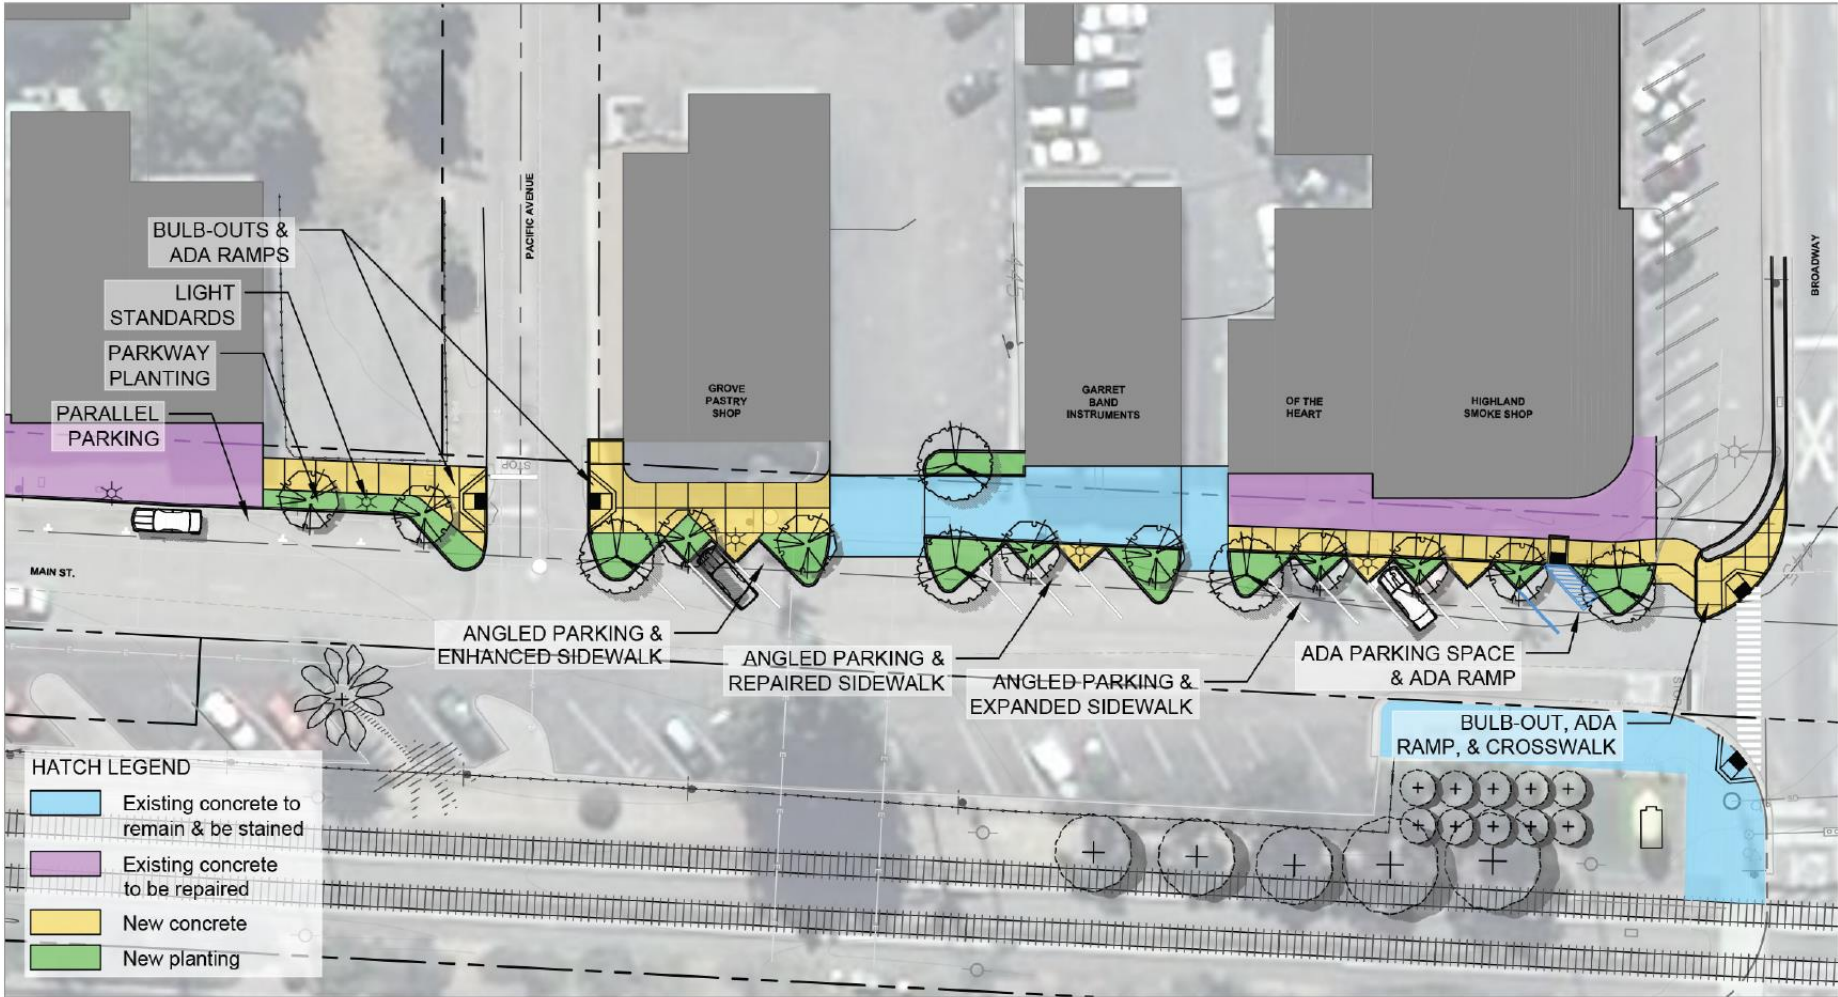 PACIFIC AVENUE
BROADWAY
BULB-OUTS &
ADA RAMPS
LIGHT
STANDARDS
PARKWAY
PLANTING
PARALLEL
PARKING
GROVE
PASTRY
SHOP
GARRET
BAND
INSTRUMENTS
OF THE
HEART
HIGHLAND
SMOKE SHOP
STOP
MAIN ST.
ANGLED PARKING &
ENHANCED SIDEWALK
ANGLED PARKING &
REPAIRED SIDEWALK
ANGLED PARKING &
EXPANDED SIDEWALK
ADA PARKING SPACE
& ADA RAMP
BULB-OUT, ADA
RAMP, & CROSSWALK
HATCH LEGEND
Existing concrete to
remain & be stained
Existing concrete
to be repaired
New concrete
New planting